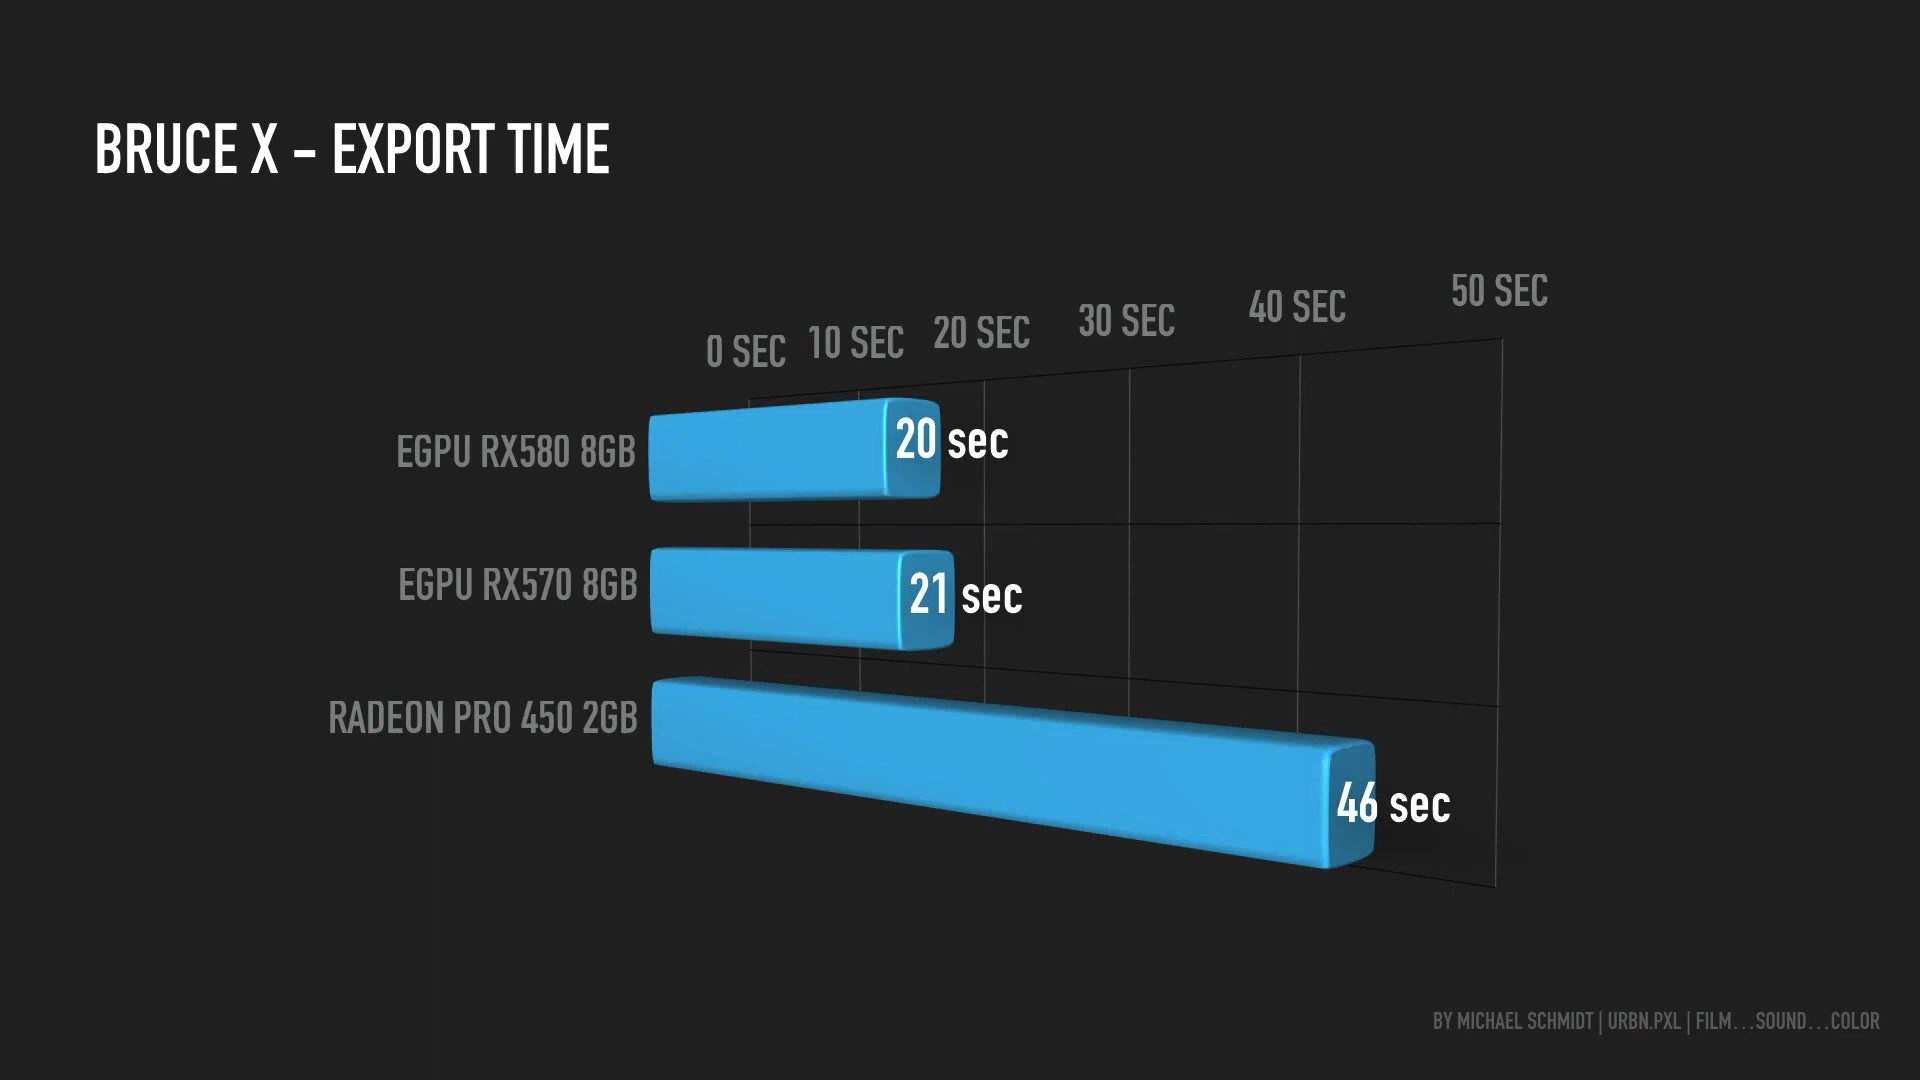 BRUCE X - EXPORT TIME
0 SEC 10 SEC 20 SEC 30 SEC 40 SEC 50 SEC
EGPU RX580 8GB 20 sec
EGPU RX570 8GB 21 sec
RADEON PRO 450 2GB 46 sec
BY MICHAEL SCHMIDT | URBN.PXL | FILM...SOUND...COLOR